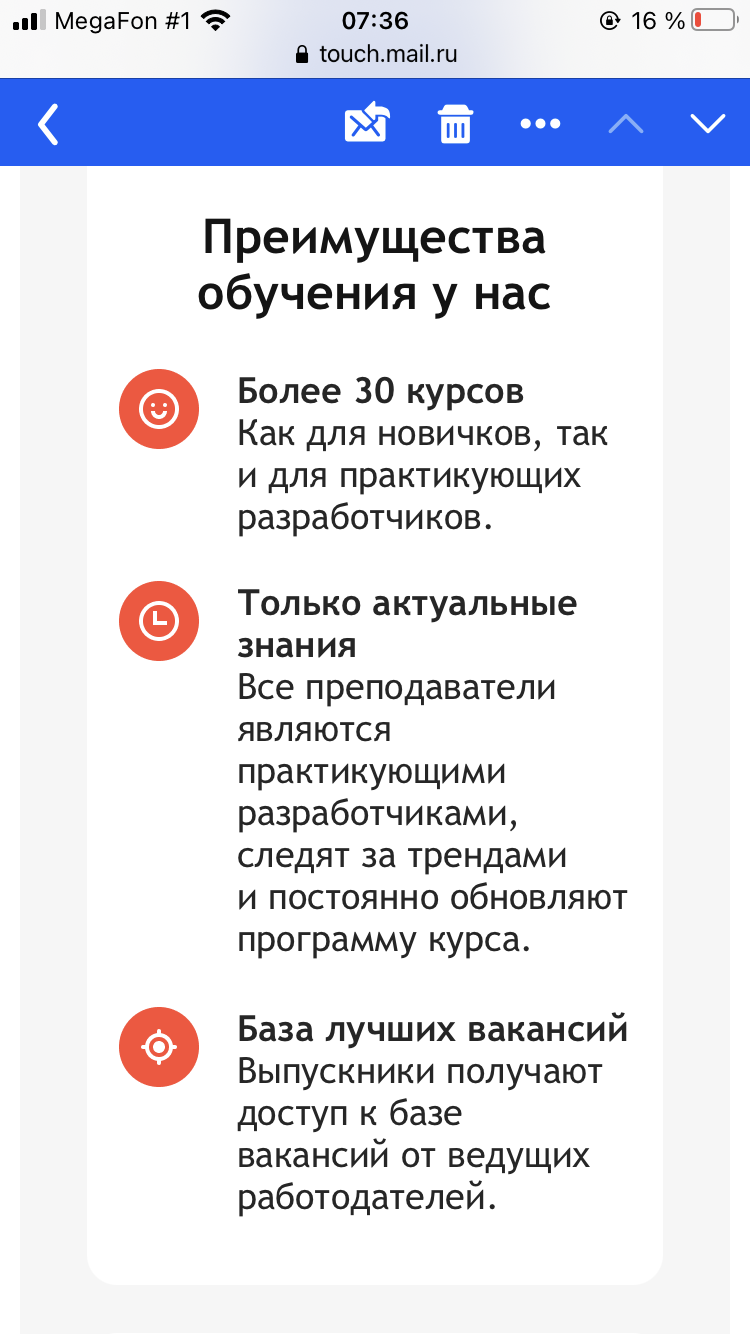 MegaFon #1 07:36 16 %
touch.mail.ru
Преимущества
обучения у нас
Более 30 курсов
Как для новичков, так
и для практикующих
разработчиков.
Только актуальные
знания
Все преподаватели
являются
практикующими
разработчиками,
следят за трендами
и постоянно обновляют
программу курса.
База лучших вакансий
Выпускники получают
доступ к базе
вакансий от ведущих
работодателей.